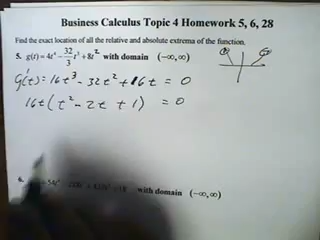 Business Calculus Topic 4 Homework 5, 6, 28
Find the exact location of all the relative and absolute extrema of the function.
5. g(t) = 4t⁴ - 32/3 t³ + 8t² with domain (-∞,∞)
g'(t) = 16t³ - 32t² + 16t = 0
16t(t² - 2t + 1) = 0
6. 54t with domain (-∞,∞)